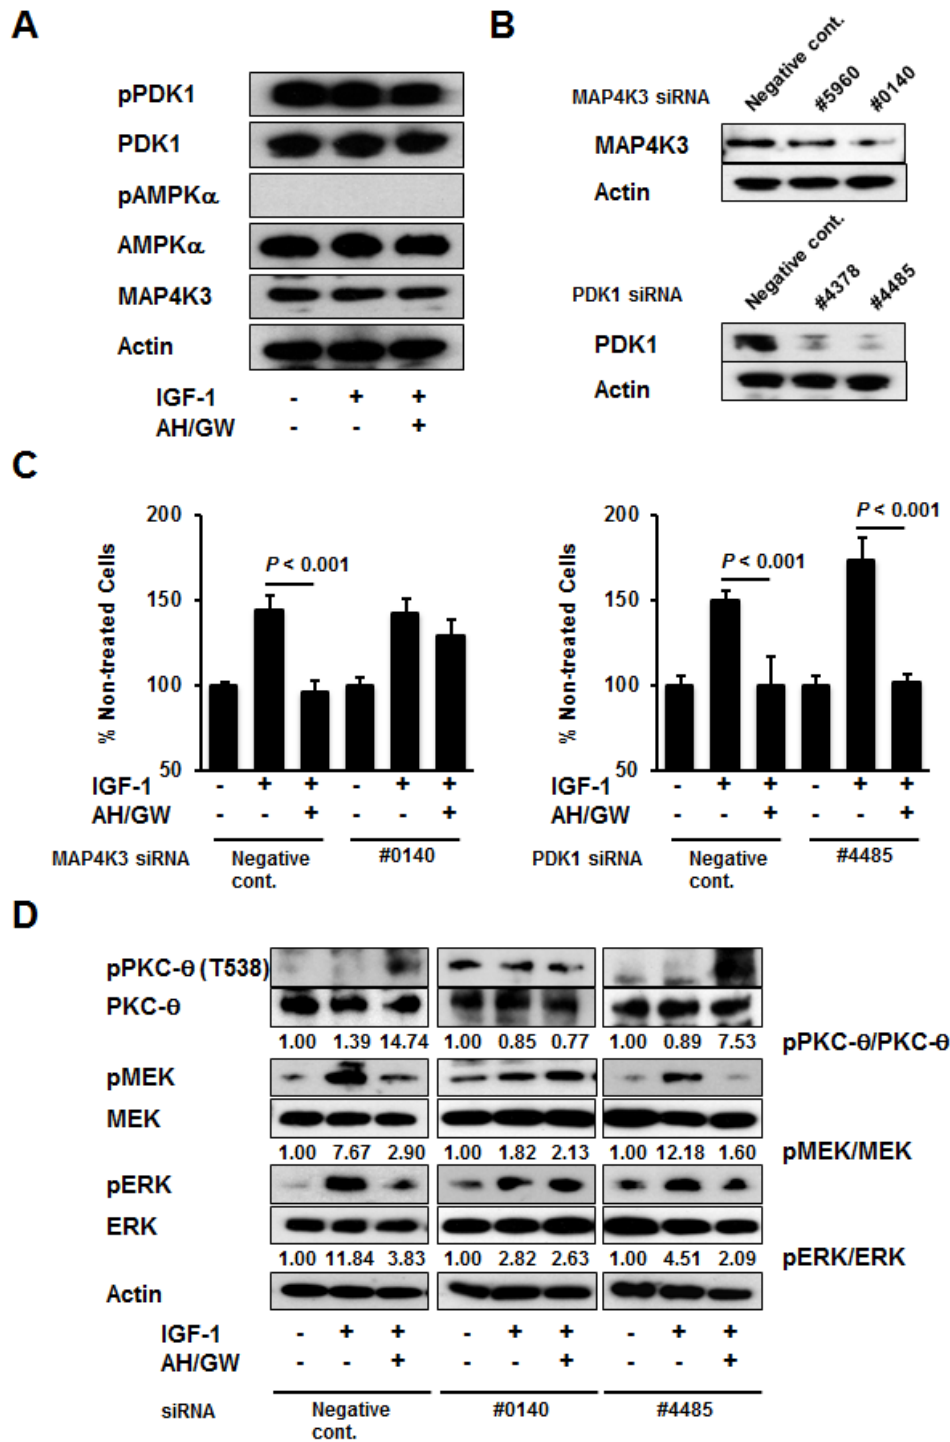 A
pPDK1
PDK1
pAMPKα
AMPKα
MAP4K3
Actin
IGF-1 - + +
AH/GW - - +
B
MAP4K3 siRNA Negative cont. #5960 #0140
MAP4K3
Actin
PDK1 siRNA Negative cont. #4378 #4485
PDK1
Actin
C
% Non-treated Cells
200
150
100
50
P < 0.001
IGF-1 - + + - + +
AH/GW - - + - - +
MAP4K3 siRNA Negative cont. #0140
% Non-treated Cells
200
150
100
50
P < 0.001
P < 0.001
IGF-1 - + + - + +
AH/GW - - + - - +
PDK1 siRNA Negative cont. #4485
D
pPKC-θ (T538)
PKC-θ
1.00 1.39 14.74 1.00 0.85 0.77 1.00 0.89 7.53 pPKC-θ/PKC-θ
pMEK
MEK
1.00 7.67 2.90 1.00 1.82 2.13 1.00 12.18 1.60 pMEK/MEK
pERK
ERK
1.00 11.84 3.83 1.00 2.82 2.63 1.00 4.51 2.09 pERK/ERK
Actin
IGF-1 - + + - + + - + +
AH/GW - - + - - + - - +
siRNA Negative cont. #0140 #4485